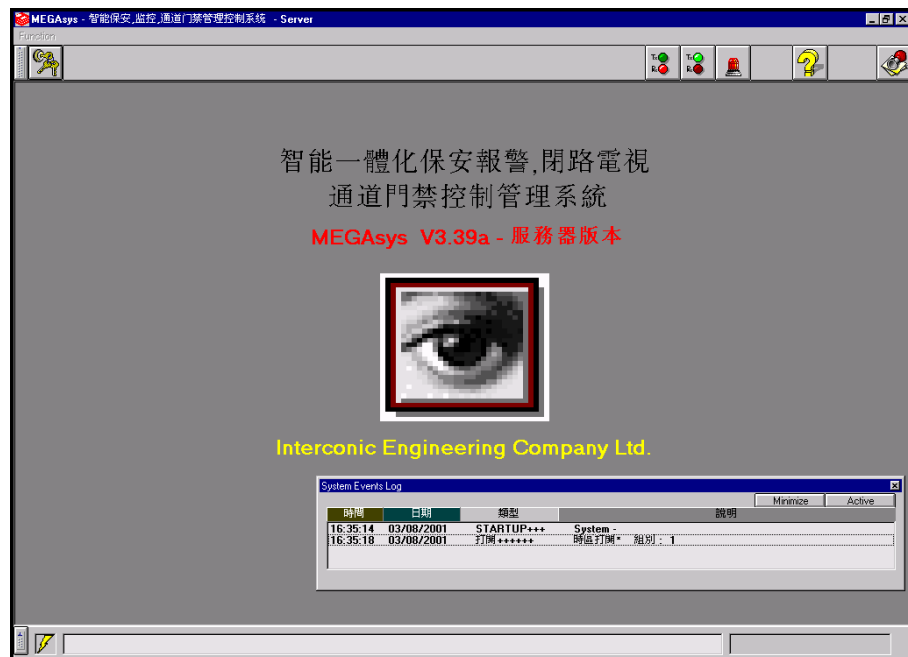 MEGAsys - 智能保安,监控,通道门禁管理控制系统 - Server
Function
智能一體化保安報警,閉路電視
通道門禁控制管理系統
MEGAsys V3.39a - 服務器版本
Interconic Engineering Company Ltd.
System Events Log
Minimize Active
時間 日期 類型 說明
16:35:14 03/08/2001 STARTUP+++ System -
16:35:18 03/08/2001 打開++++++ 時區打開* 組別: 1